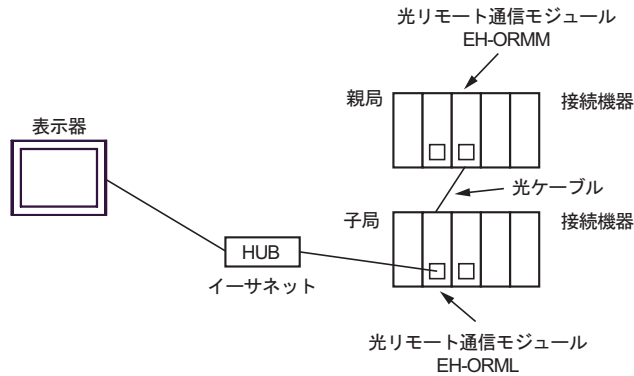 光リモート通信モジュール
EH-ORMM
親局
接続機器
表示器
光ケーブル
子局
接続機器
HUB
イーサネット
光リモート通信モジュール
EH-ORML